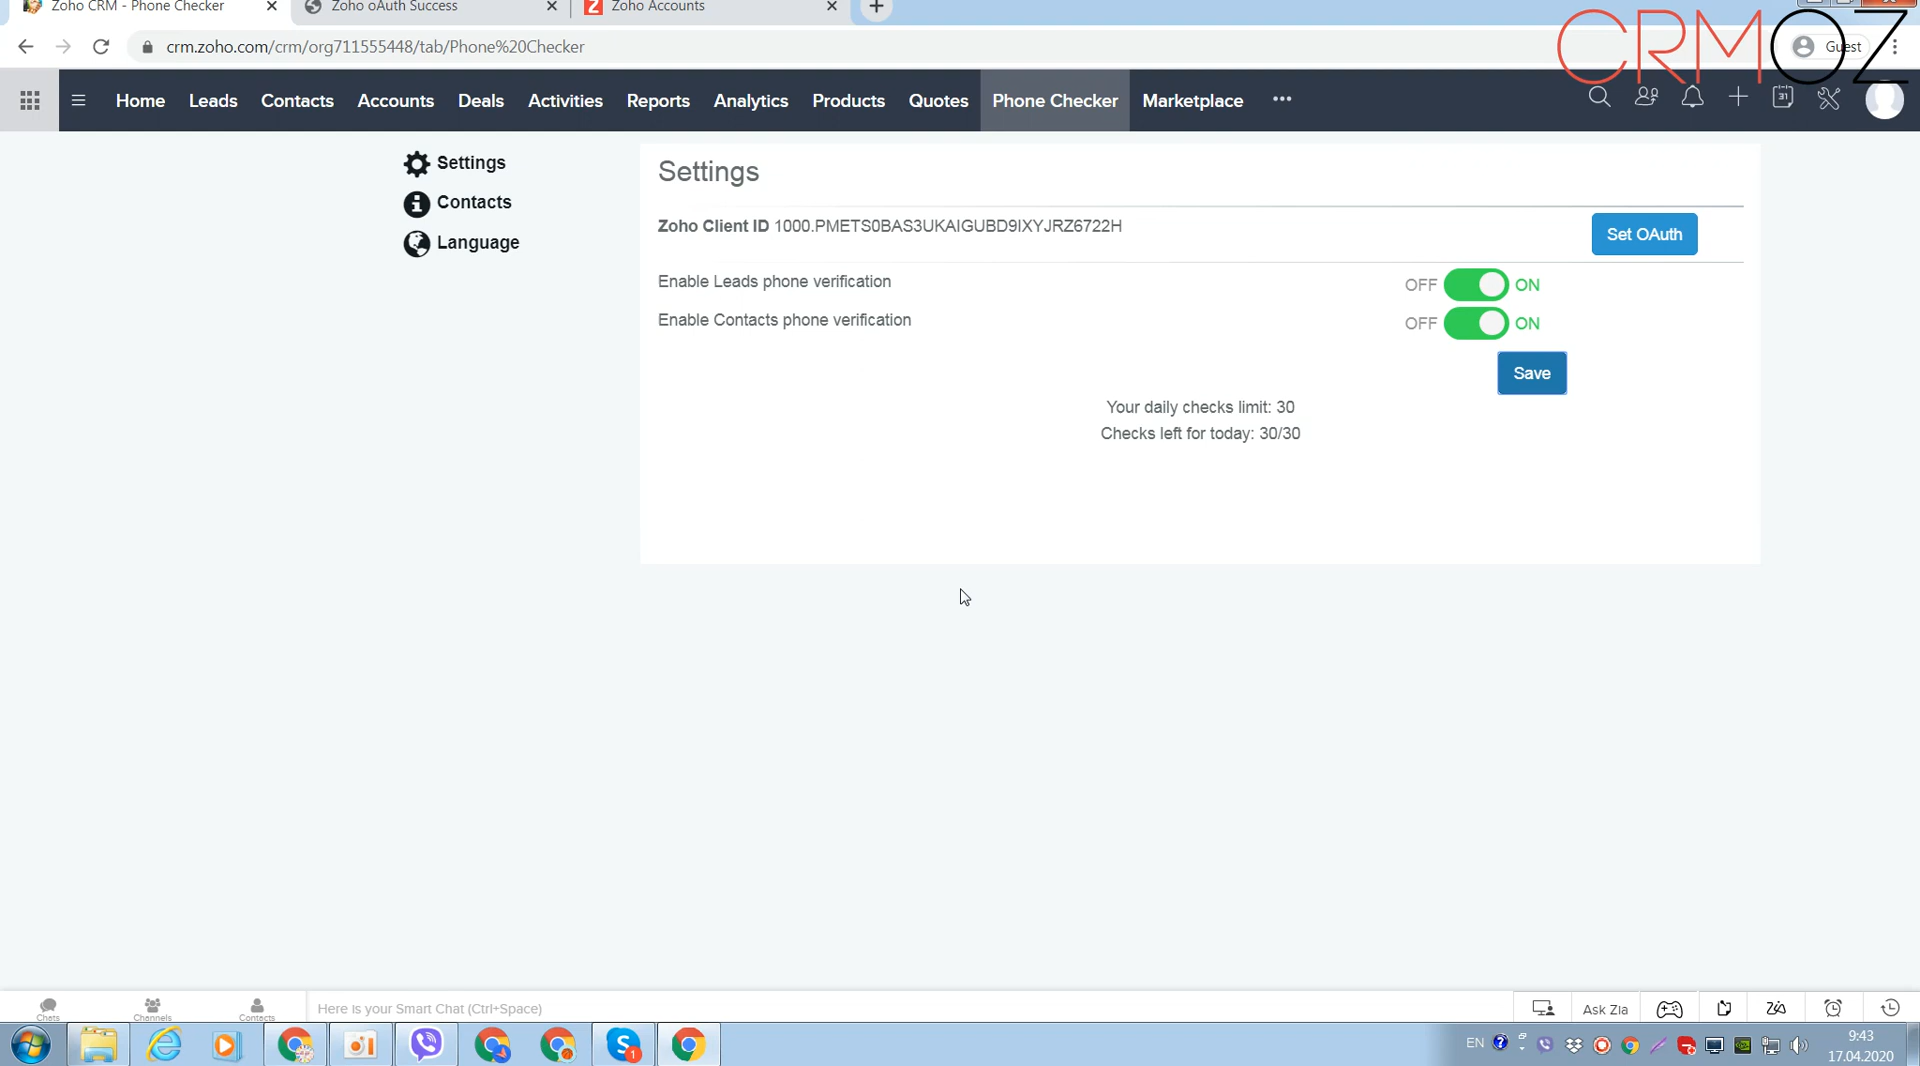 Zoho CRM - Phone Checker
Zoho oAuth Success
Zoho Accounts
CRMOZ
crm.zoho.com/crm/org711555448/tab/Phone%20Checker
Guest
Home Leads Contacts Accounts Deals Activities Reports Analytics Products Quotes Phone Checker Marketplace
31
Settings
Contacts
Language
Settings
Zoho Client ID 1000.PMETS0BAS3UKAIGUBD9IXYJRZ6722H
Set OAuth
Enable Leads phone verification
OFF ON
Enable Contacts phone verification
OFF ON
Save
Your daily checks limit: 30
Checks left for today: 30/30
Chats
Channels
Contacts
Here is your Smart Chat (Ctrl+Space)
Ask Zia
EN
9:43
17.04.2020